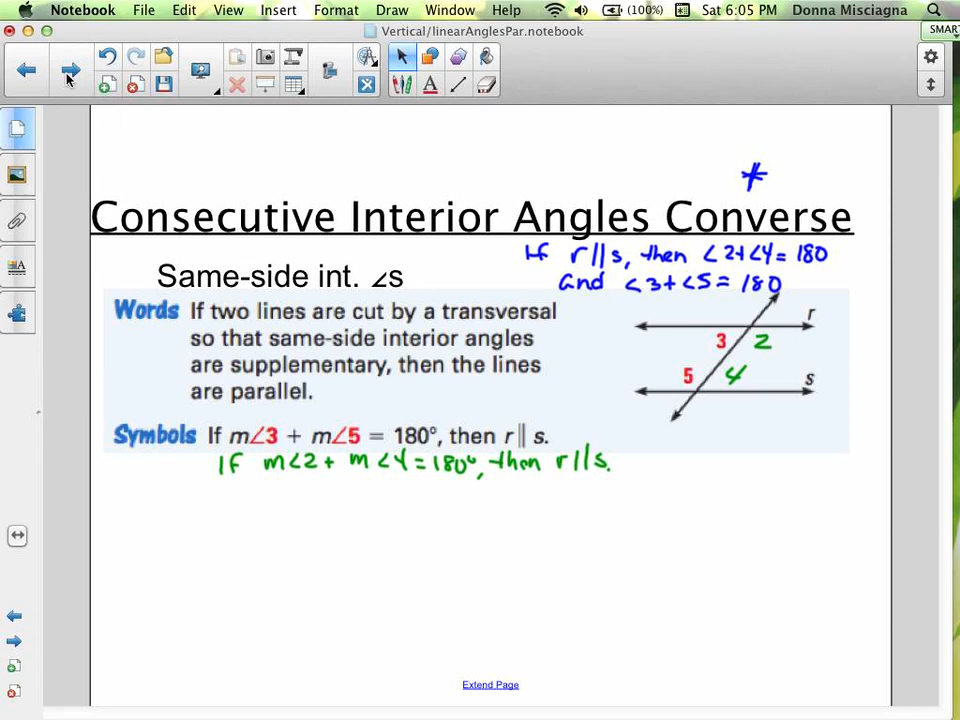 Notebook File Edit View Insert Format Draw Window Help (100%) Sat 6:05 PM Donna Misciagna
Vertical/linearAnglesPar.notebook
SMAR
*
Consecutive Interior Angles Converse
If r||s, then ∠2+∠4=180
and ∠3+∠5=180
Same-side int. ∠s
Words If two lines are cut by a transversal
so that same-side interior angles
are supplementary, then the lines
are parallel.
r
3 2
5 4
s
Symbols If m∠3 + m∠5 = 180°, then r ∥ s.
If m∠2 + m∠4 = 180°, then r//s.
Extend Page